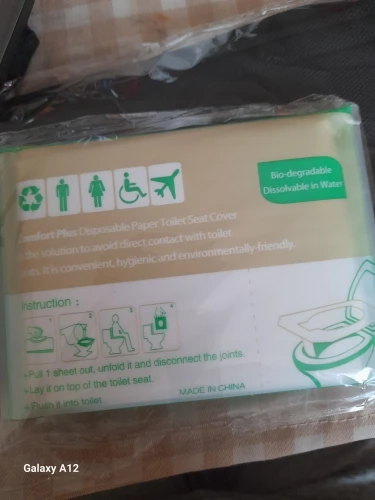 Bio-degradable
Dissolvable in Water
Comfort Plus Disposable Paper Toilet Seat Cover
the solution to avoid direct contact with toilet
It is convenient, hygienic and environmentally-friendly.
Instruction :
Pull 1 sheet out, unfold it and disconnect the joints.
Lay it on top of the toilet seat.
Flush it into toilet
MADE IN CHINA
Galaxy A12